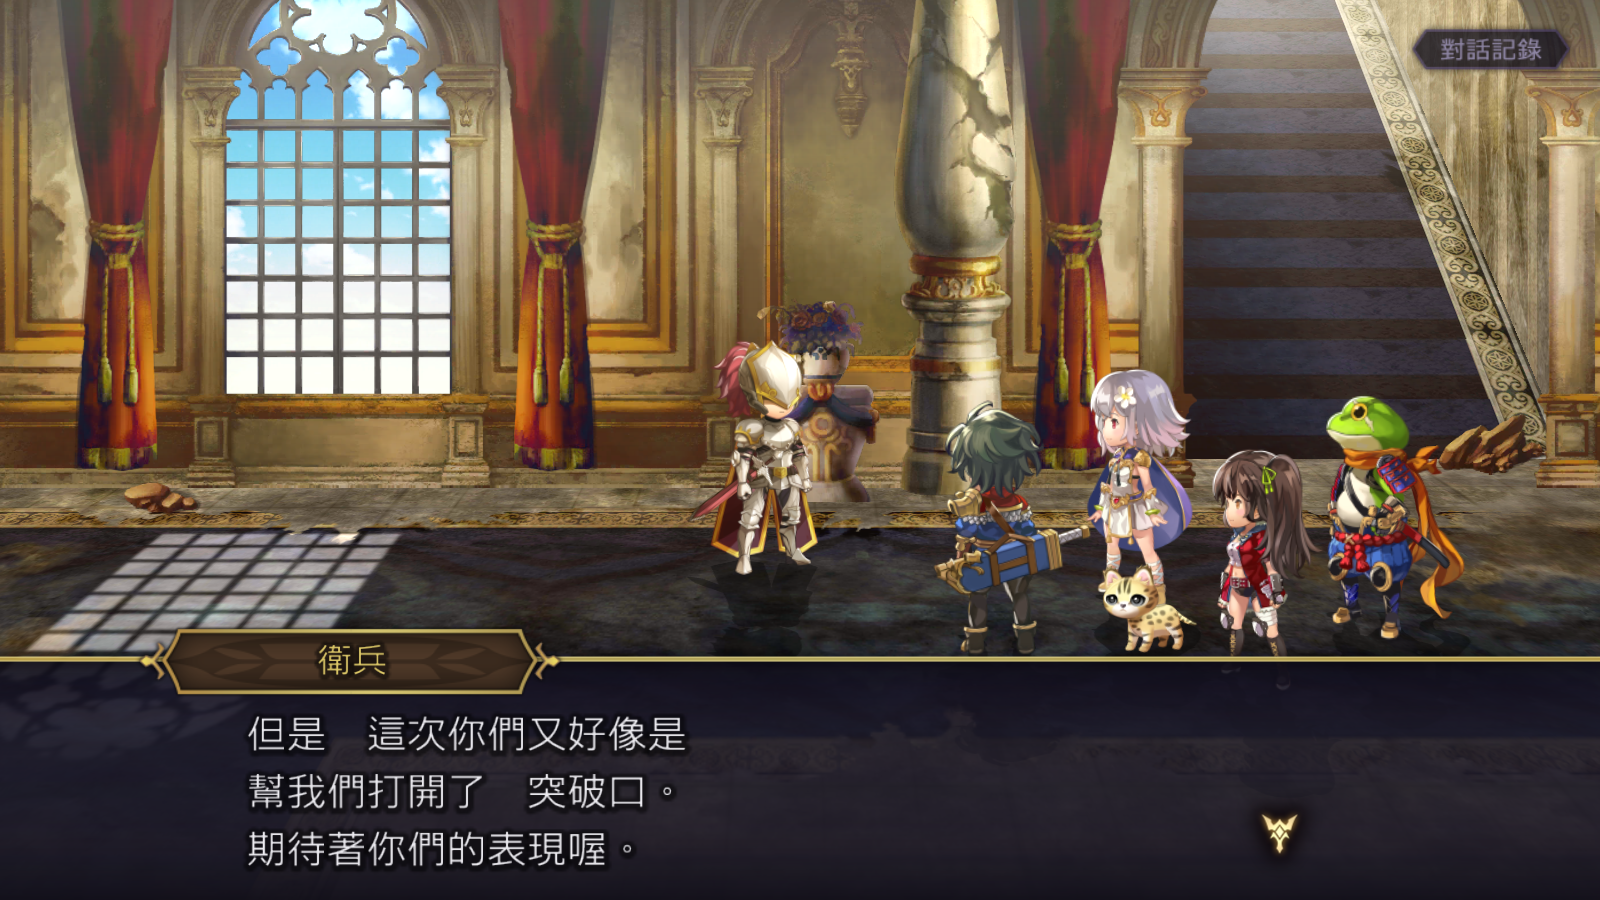 對話記錄
衛兵
但是　這次你們又好像是
幫我們打開了　突破口。
期待著你們的表現喔。